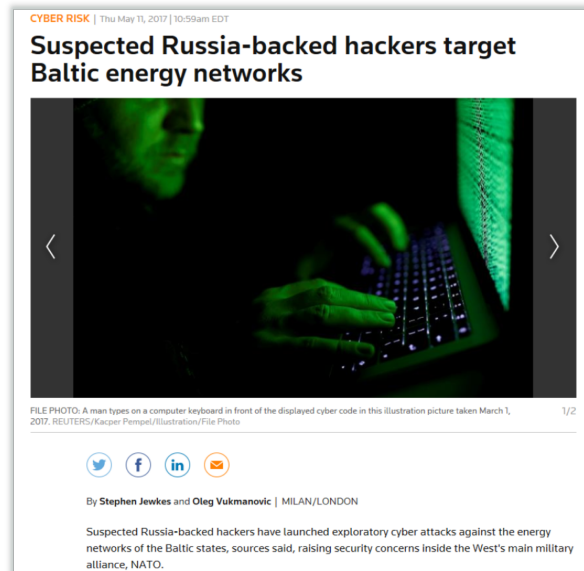 CYBER RISK | Thu May 11, 2017 | 10:59am EDT
Suspected Russia-backed hackers target
Baltic energy networks
FILE PHOTO: A man types on a computer keyboard in front of the displayed cyber code in this illustration picture taken March 1,
2017. REUTERS/Kacper Pempel/Illustration/File Photo
1/2
By Stephen Jewkes and Oleg Vukmanovic | MILAN/LONDON
Suspected Russia-backed hackers have launched exploratory cyber attacks against the energy
networks of the Baltic states, sources said, raising security concerns inside the West's main military
alliance, NATO.